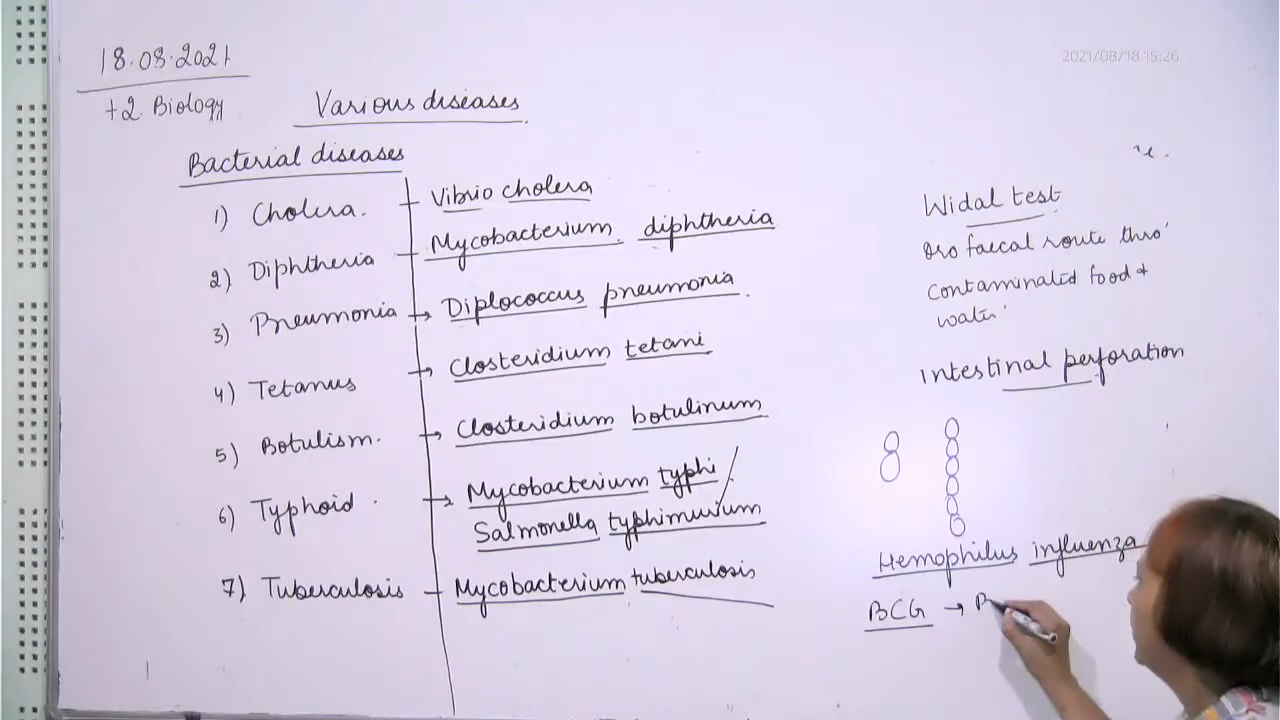 18.08.2021
2021/08/18 15:26
+2 Biology
Various diseases
Bacterial diseases
1) Cholera. Vibrio cholera
2) Diphtheria Mycobacterium diphtheria
3) Pneumonia → Diplococcus pneumonia
4) Tetanus → Closteridium tetani
5) Botulism. → Closteridium botulinum
6) Typhoid → Mycobacterium typhi /
Salmonella typhimurium
7) Tuberculosis Mycobacterium tuberculosis
Widal test
Oro faecal route thro'
Contaminated food &
water
Intestinal perforation
Hemophilus influenza
BCG → B